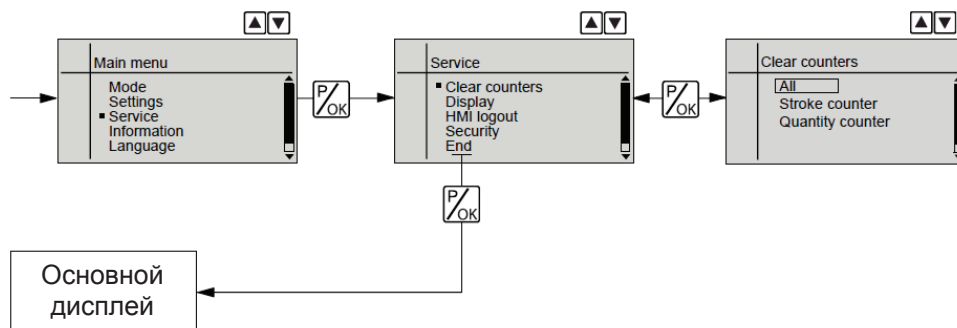 Main menu
Mode
Settings
Service
Information
Language
P/OK
Service
Clear counters
Display
HMI logout
Security
End
P/OK
Clear counters
All
Stroke counter
Quantity counter
P/OK
Основной
дисплей